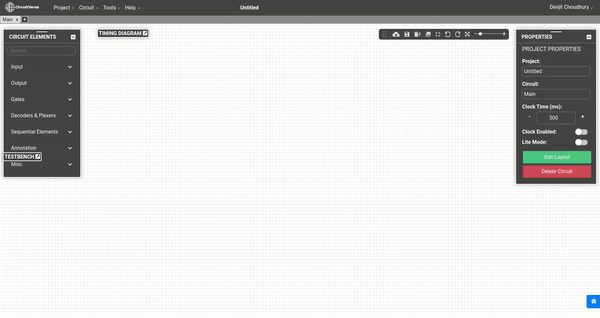 CircuitVerse Project Circuit Tools Help Untitled Devjit Choudhury
Main x +
CIRCUIT ELEMENTS
Search...
Input
Output
Gates
Decoders & Plexers
Sequential Elements
Annotation
TESTBENCH
Misc
TIMING DIAGRAM
PROPERTIES
PROJECT PROPERTIES
Project:
Untitled
Circuit:
Main
Clock Time (ms):
- 500 +
Clock Enabled:
Lite Mode:
Edit Layout
Delete Circuit